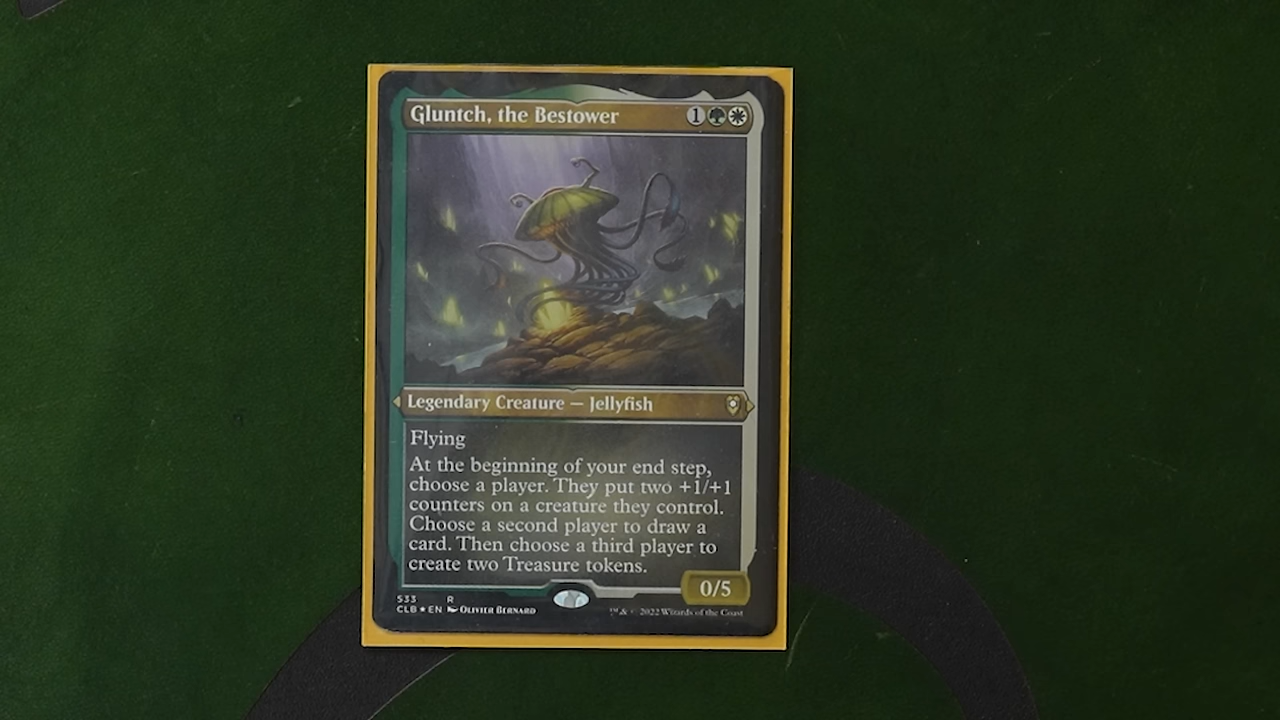 Gluntch, the Bestower 1
Legendary Creature — Jellyfish
Flying
At the beginning of your end step,
choose a player. They put two +1/+1
counters on a creature they control.
Choose a second player to draw a
card. Then choose a third player to
create two Treasure tokens.
0/5
533 R
CLB ★ EN Olivier Bernard ™ & 2022 Wizards of the Coast